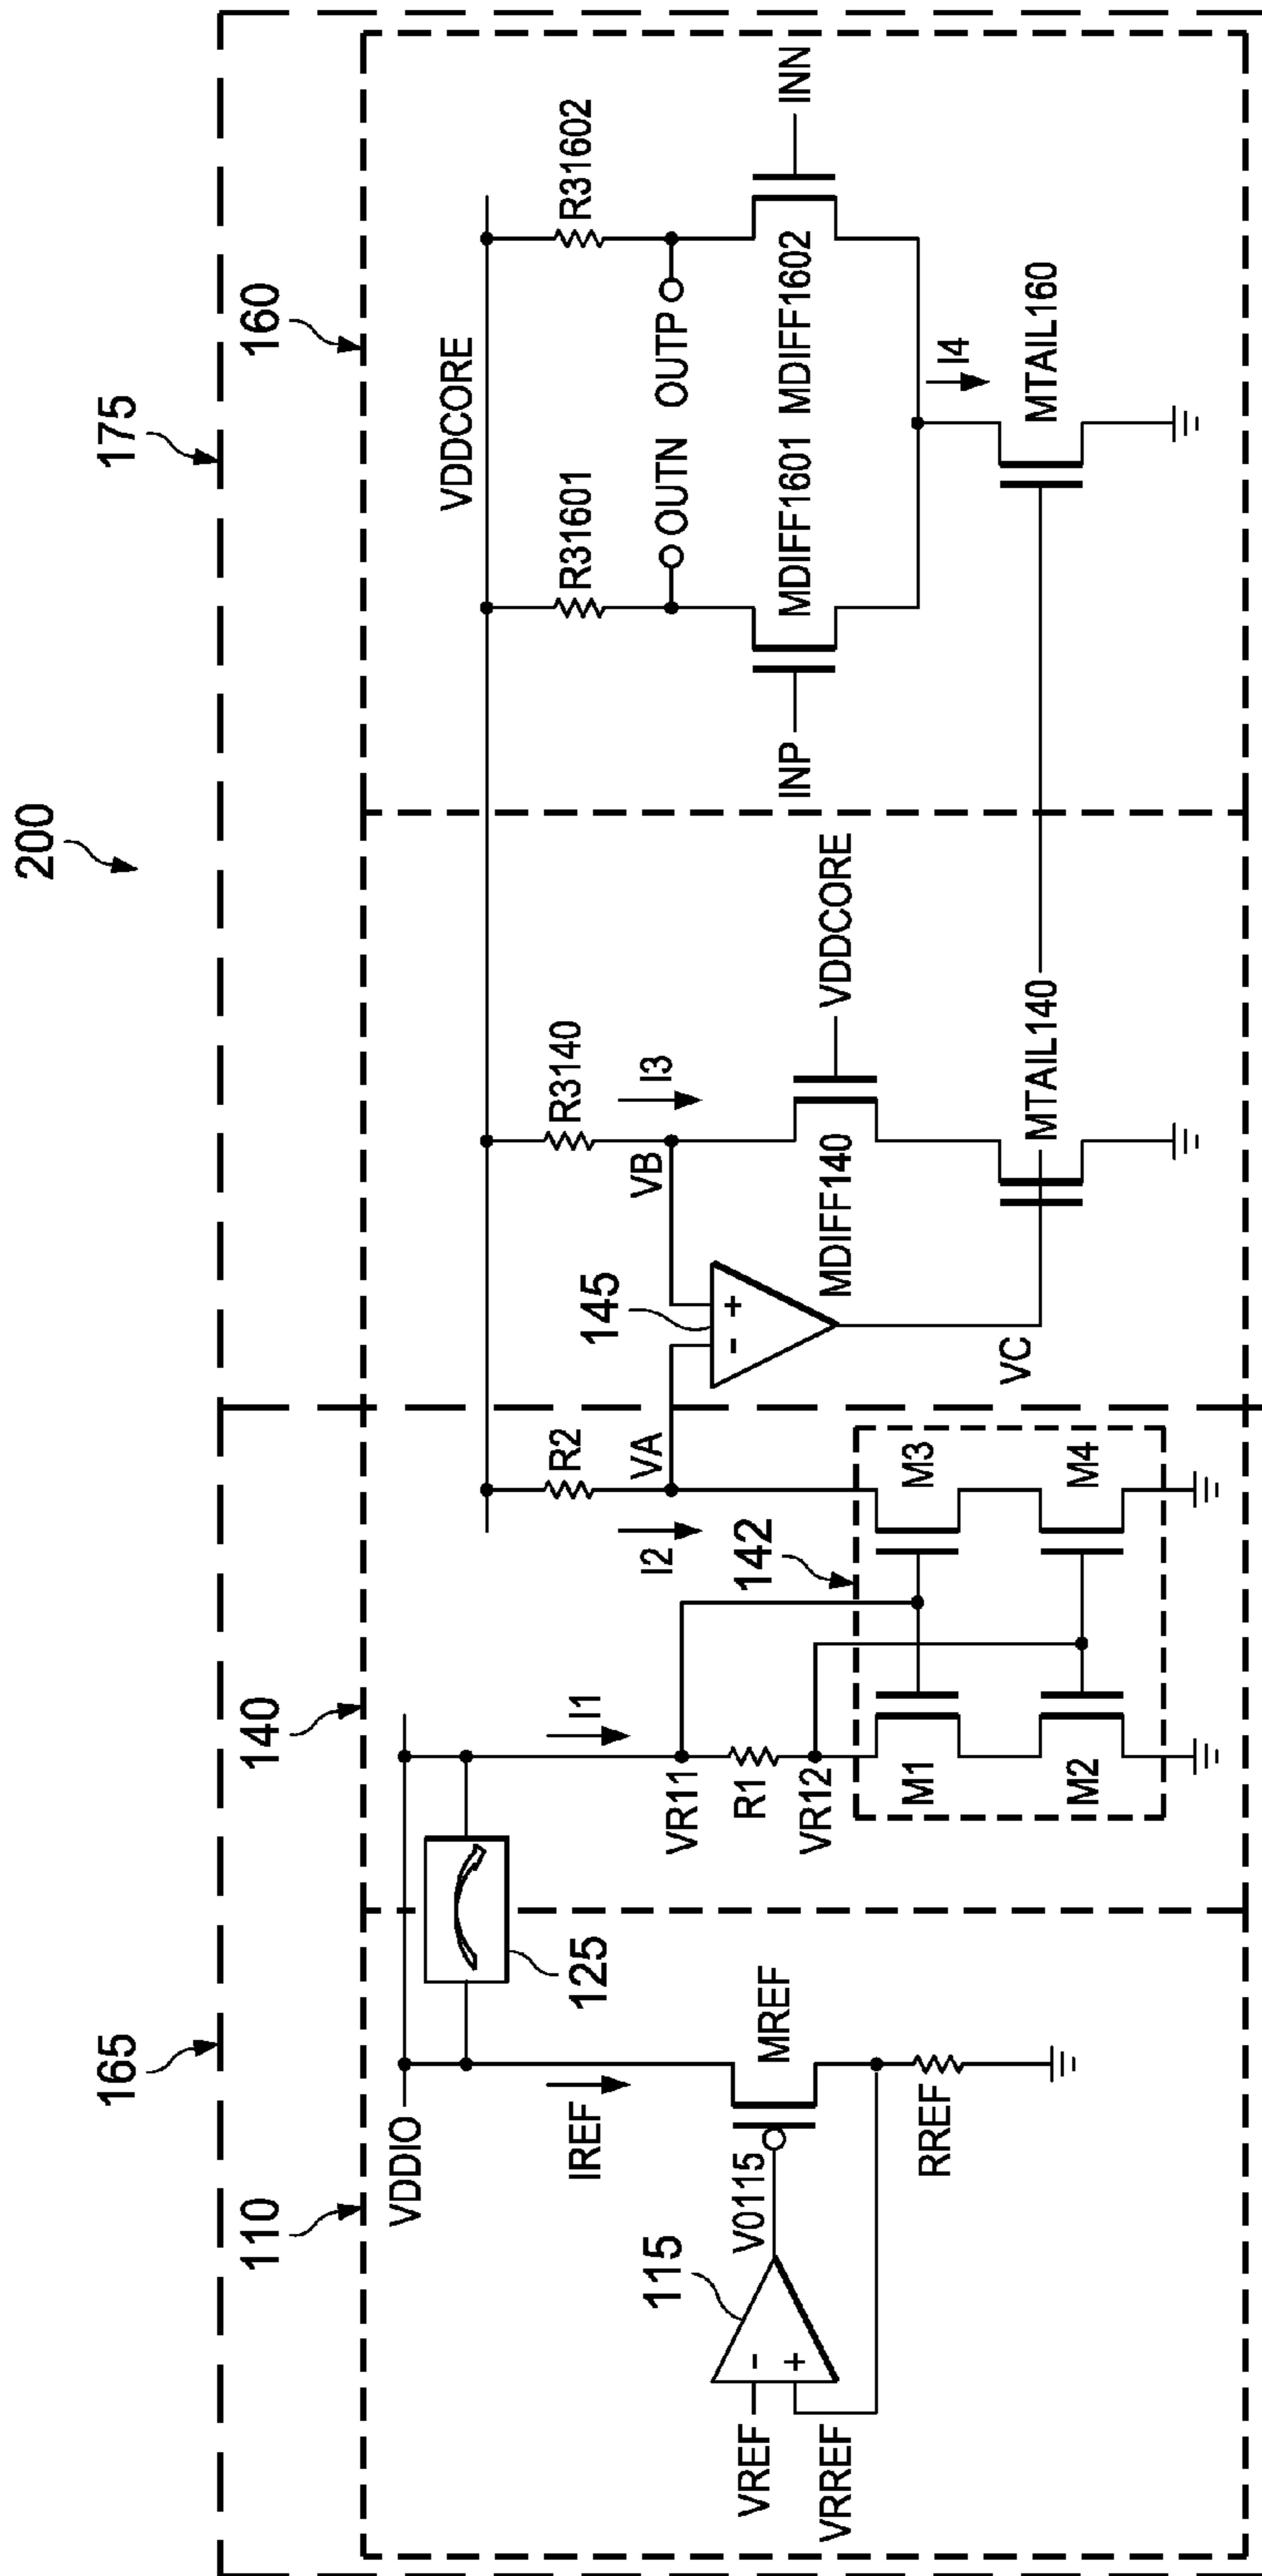 200
165
175
110
140
160
VDDIO
VDDCORE
125
IREF
I1
I2
R2
R3140
I3
R31601
R31602
115
VREF
VRREF
-
+
V0115
MREF
RREF
VR11
R1
VR12
142
M1
M2
M3
M4
VA
VB
145
-
+
VC
MDIFF140
VDDCORE
MTAIL140
OUTN
OUTP
INP
MDIFF1601
MDIFF1602
INN
I4
MTAIL160